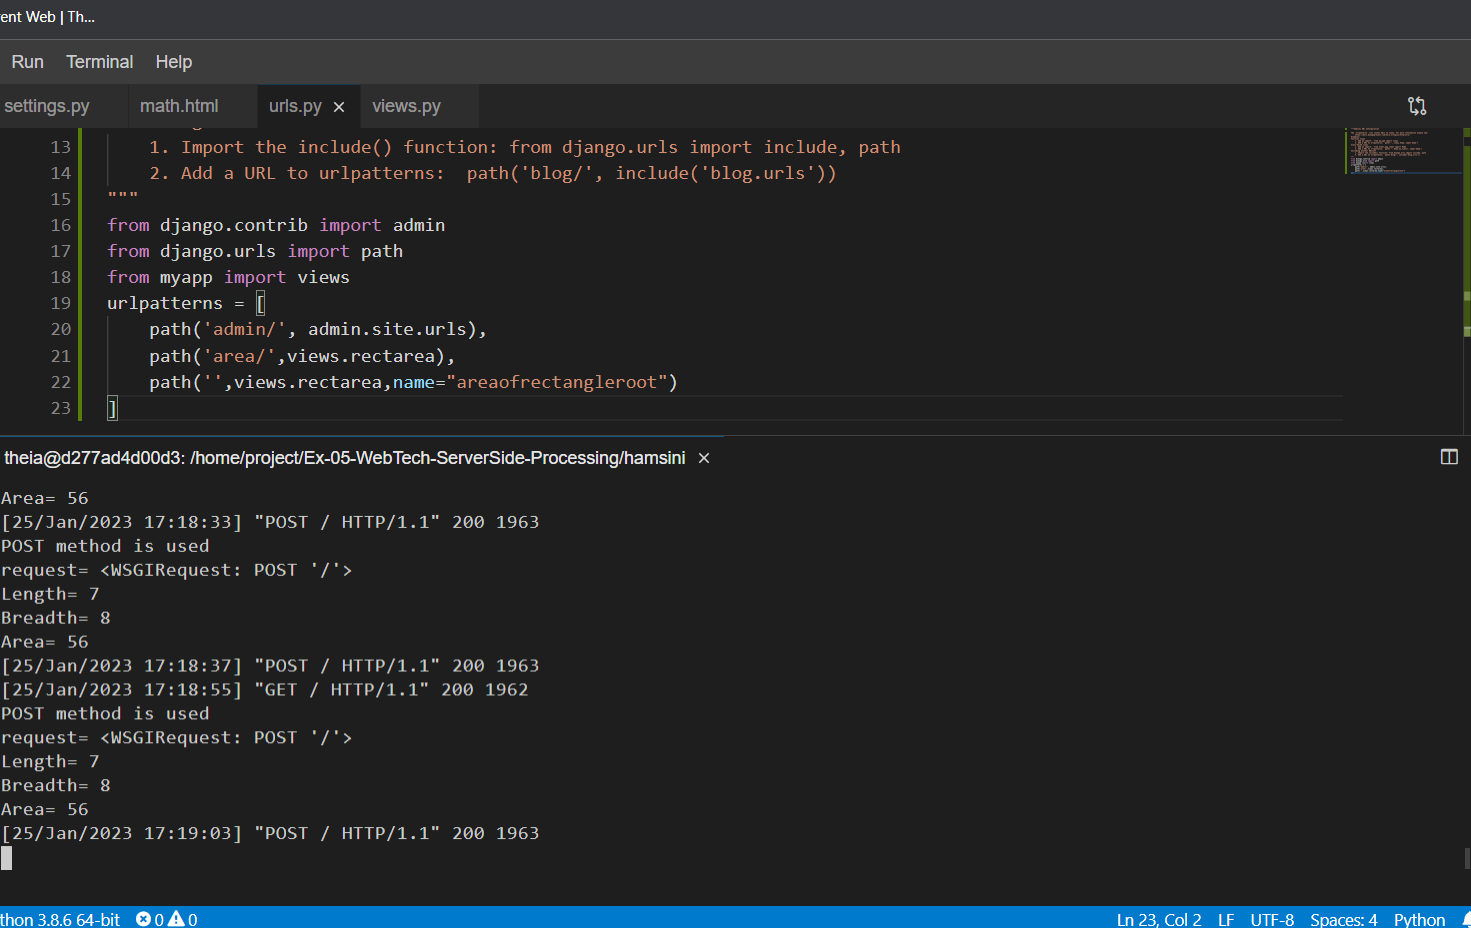 ent Web | Th...
Run Terminal Help
settings.py math.html urls.py × views.py
13 1. Import the include() function: from django.urls import include, path
14 2. Add a URL to urlpatterns:  path('blog/', include('blog.urls'))
15 """
16 from django.contrib import admin
17 from django.urls import path
18 from myapp import views
19 urlpatterns = [
20 path('admin/', admin.site.urls),
21 path('area/',views.rectarea),
22 path('',views.rectarea,name="areaofrectangleroot")
23 ]
theia@d277ad4d00d3: /home/project/Ex-05-WebTech-ServerSide-Processing/hamsini ×
Area= 56
[25/Jan/2023 17:18:33] "POST / HTTP/1.1" 200 1963
POST method is used
request= <WSGIRequest: POST '/'>
Length= 7
Breadth= 8
Area= 56
[25/Jan/2023 17:18:37] "POST / HTTP/1.1" 200 1963
[25/Jan/2023 17:18:55] "GET / HTTP/1.1" 200 1962
POST method is used
request= <WSGIRequest: POST '/'>
Length= 7
Breadth= 8
Area= 56
[25/Jan/2023 17:19:03] "POST / HTTP/1.1" 200 1963
thon 3.8.6 64-bit 0 0 Ln 23, Col 2 LF UTF-8 Spaces: 4 Python